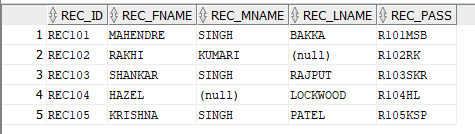 REC_ID REC_FNAME REC_MNAME REC_LNAME REC_PASS
1 REC101 MAHENDRE SINGH BAKKA R101MSB
2 REC102 RAKHI KUMARI (null) R102RK
3 REC103 SHANKAR SINGH RAJPUT R103SKR
4 REC104 HAZEL (null) LOCKWOOD R104HL
5 REC105 KRISHNA SINGH PATEL R105KSP